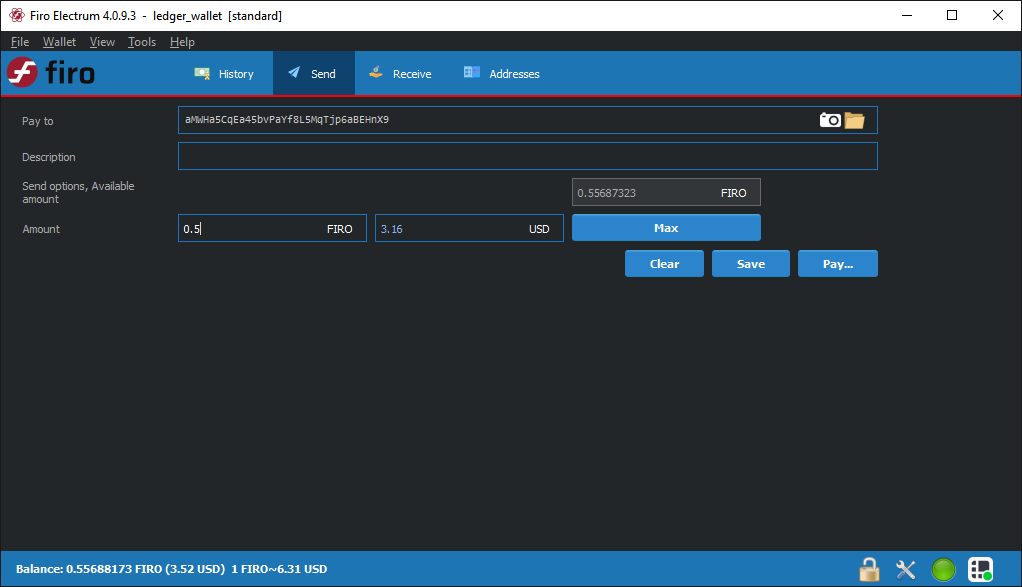 Firo Electrum 4.0.9.3 - ledger_wallet [standard]
File Wallet View Tools Help
firo History Send Receive Addresses
Pay to aMWHa5CqEa45bvPaYf8L5MqTjp6aBEHnX9
Description
Send options, Available
amount
0.55687323 FIRO
Amount 0.5 FIRO 3.16 USD Max
Clear Save Pay...
Balance: 0.55688173 FIRO (3.52 USD) 1 FIRO~6.31 USD